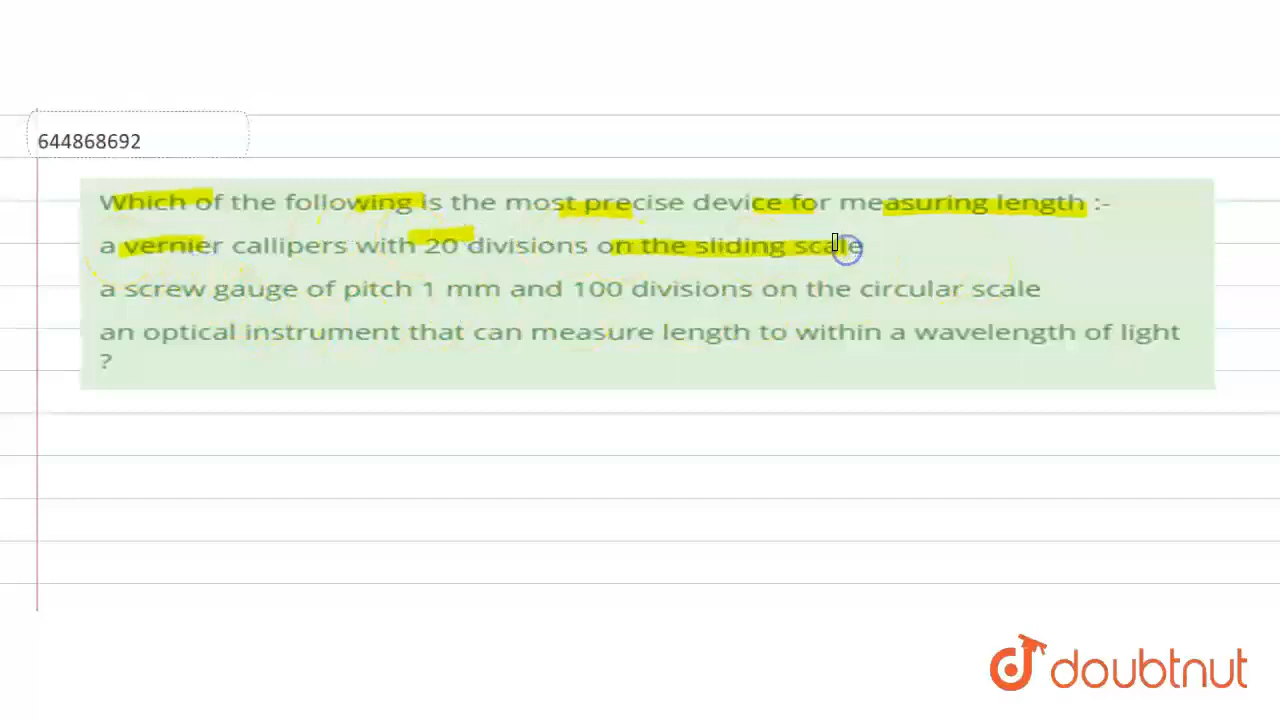 644868692
Which of the following is the most precise device for measuring length :-
a vernier callipers with 20 divisions on the sliding scale
a screw gauge of pitch 1 mm and 100 divisions on the circular scale
an optical instrument that can measure length to within a wavelength of light
?
doubtnut